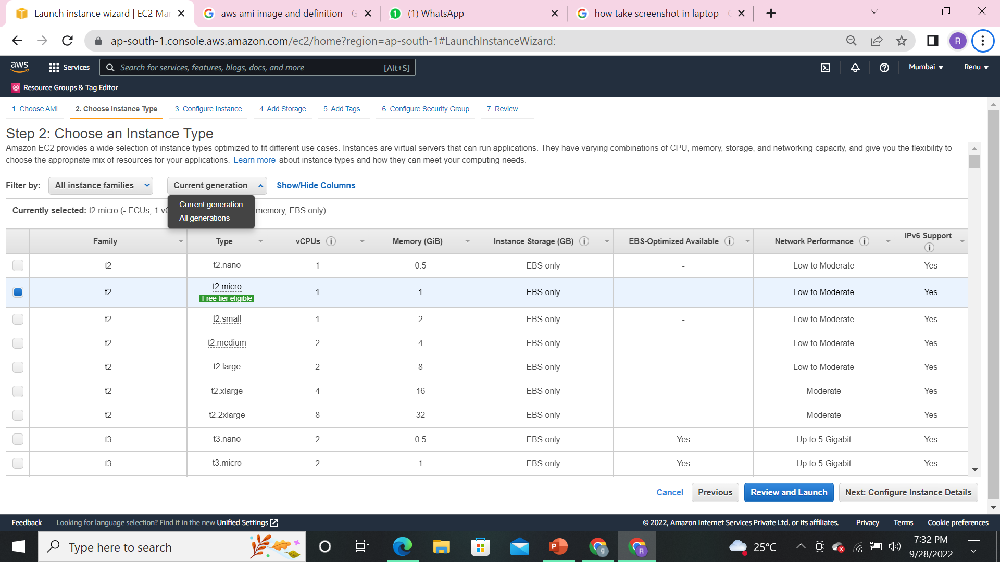 Launch instance wizard | EC2 Mar
aws ami image and definition - G
(1) WhatsApp
how take screenshot in laptop - G
ap-south-1.console.aws.amazon.com/ec2/home?region=ap-south-1#LaunchInstanceWizard:
R
aws
Services
Search for services, features, blogs, docs, and more
[Alt+S]
Mumbai
Renu
Resource Groups & Tag Editor
1. Choose AMI
2. Choose Instance Type
3. Configure Instance
4. Add Storage
5. Add Tags
6. Configure Security Group
7. Review
Step 2: Choose an Instance Type
Amazon EC2 provides a wide selection of instance types optimized to fit different use cases. Instances are virtual servers that can run applications. They have varying combinations of CPU, memory, storage, and networking capacity, and give you the flexibility to
choose the appropriate mix of resources for your applications. Learn more about instance types and how they can meet your computing needs.
Filter by:
All instance families
Current generation
Show/Hide Columns
Current generation
All generations
Currently selected: t2.micro (- ECUs, 1 vC memory, EBS only)
Family Type vCPUs Memory (GiB) Instance Storage (GB) EBS-Optimized Available Network Performance IPv6 Support
t2 t2.nano 1 0.5 EBS only - Low to Moderate Yes
t2 t2.micro 1 1 EBS only - Low to Moderate Yes
Free tier eligible
t2 t2.small 1 2 EBS only - Low to Moderate Yes
t2 t2.medium 2 4 EBS only - Low to Moderate Yes
t2 t2.large 2 8 EBS only - Low to Moderate Yes
t2 t2.xlarge 4 16 EBS only - Moderate Yes
t2 t2.2xlarge 8 32 EBS only - Moderate Yes
t3 t3.nano 2 0.5 EBS only Yes Up to 5 Gigabit Yes
t3 t3.micro 2 1 EBS only Yes Up to 5 Gigabit Yes
Cancel
Previous
Review and Launch
Next: Configure Instance Details
Feedback
Looking for language selection? Find it in the new Unified Settings
© 2022, Amazon Internet Services Private Ltd. or its affiliates.
Privacy
Terms
Cookie preferences
Type here to search
P
g
R
25°C
7:32 PM
9/28/2022